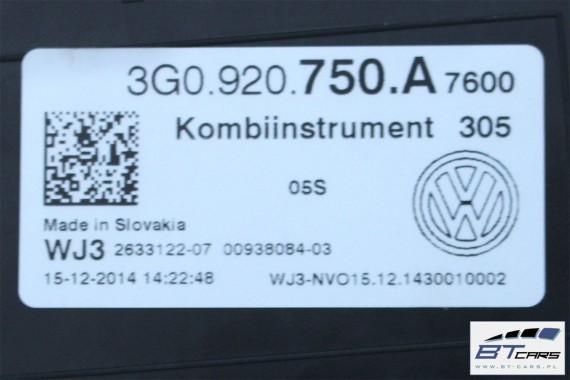 3G0.920.750.A 7600
Kombiinstrument 305
05S
Made in Slovakia
WJ3 2633122-07 00938084-03
15-12-2014 14:22:48 WJ3-NVO15.12.1430010002
BT CARS
WWW.BT-CARS.PL